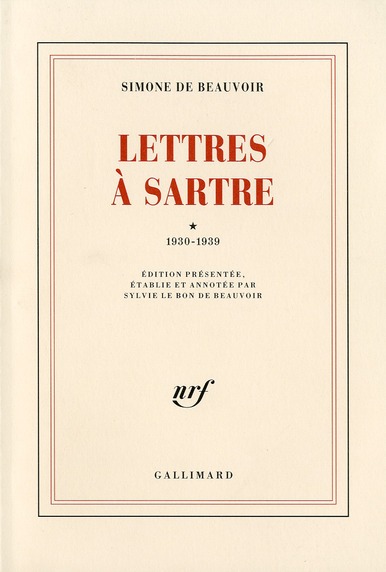 SIMONE DE BEAUVOIR
LETTRES
À SARTRE
★
1930-1939
ÉDITION PRÉSENTÉE,
ÉTABLIE ET ANNOTÉE PAR
SYLVIE LE BON DE BEAUVOIR
nrf
GALLIMARD